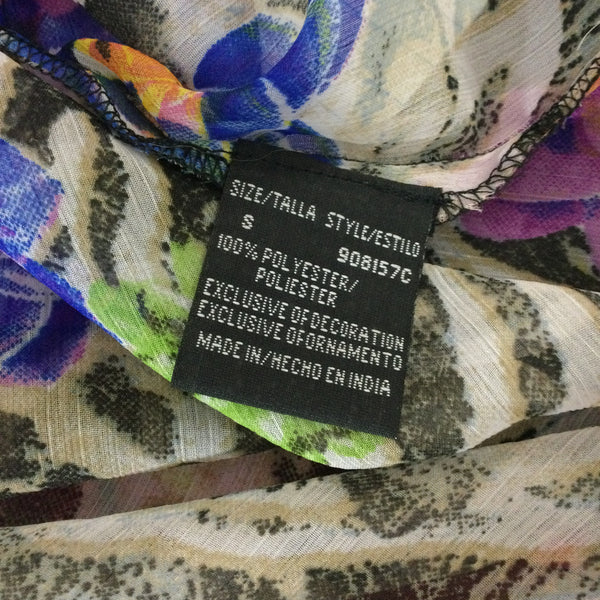 SIZE/TALLA STYLE/ESTILO
S 908157C
100% POLYESTER/
POLIESTER
EXCLUSIVE OF DECORATION
EXCLUSIVE OF ORNAMENTO
MADE IN/HECHO EN INDIA